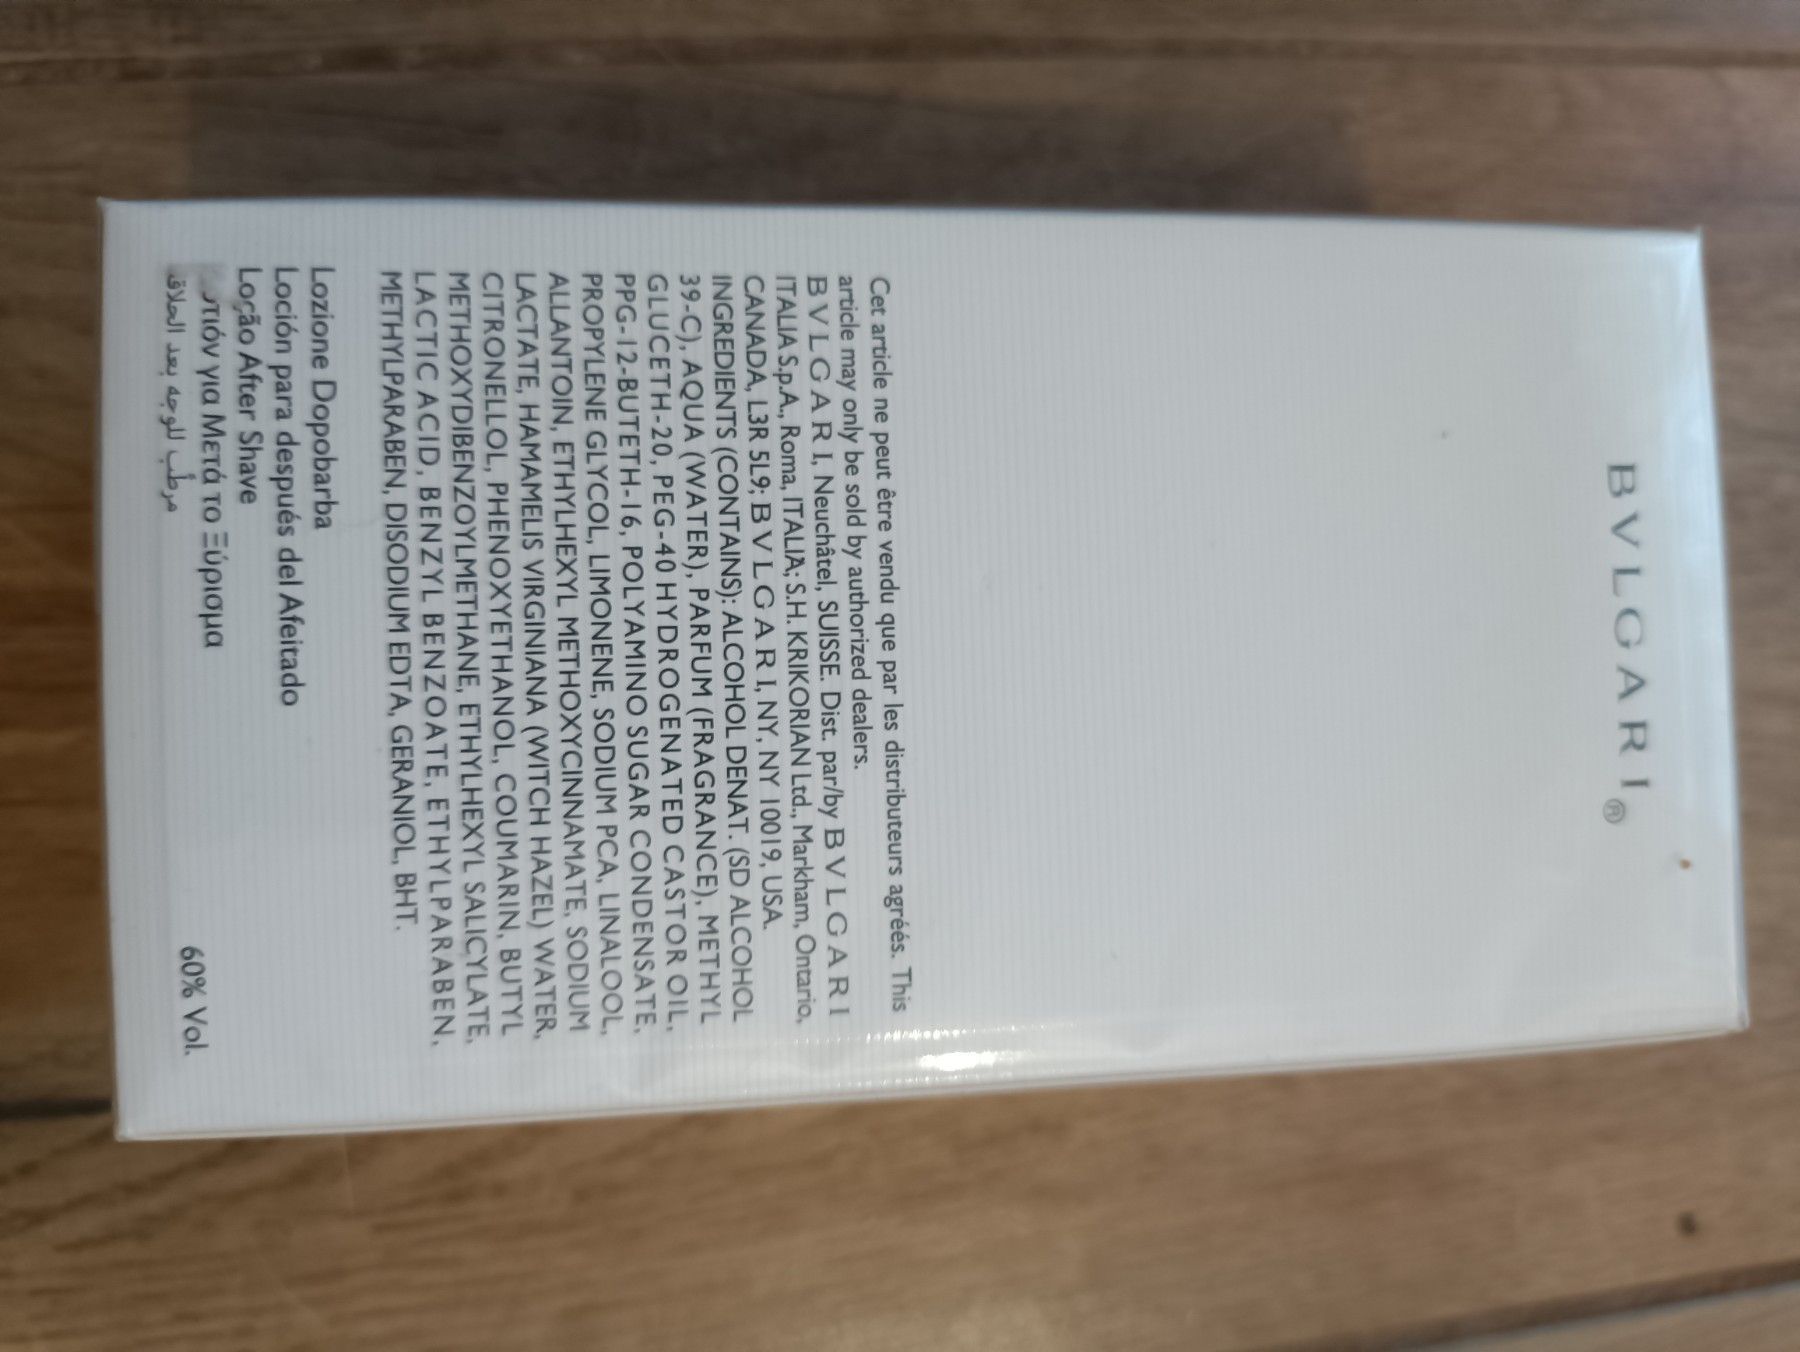 BVLGARI®
Cet article ne peut être vendu que par les distributeurs agréés. This
article may only be sold by authorized dealers.
BVLGARI, Neuchâtel, SUISSE. Dist. par/by BVLGARI
ITALIA S.p.A., Roma, ITALIA; S.H. KRIKORIAN Ltd., Markham, Ontario,
CANADA, L3R 5L9; BVLGARI, NY, NY 10019, USA.
INGREDIENTS (CONTAINS): ALCOHOL DENAT. (SD ALCOHOL
39-C), AQUA (WATER), PARFUM (FRAGRANCE), METHYL
GLUCETH-20, PEG-40 HYDROGENATED CASTOR OIL,
PPG-12-BUTETH-16, POLYAMINO SUGAR CONDENSATE,
PROPYLENE GLYCOL, LIMONENE, SODIUM PCA, LINALOOL,
ALLANTOIN, ETHYLHEXYL METHOXYCINNAMATE, SODIUM
LACTATE, HAMAMELIS VIRGINIANA (WITCH HAZEL) WATER,
CITRONELLOL, PHENOXYETHANOL, COUMARIN, BUTYL
METHOXYDIBENZOYLMETHANE, ETHYLHEXYL SALICYLATE,
LACTIC ACID, BENZYL BENZOATE, ETHYLPARABEN,
METHYLPARABEN, DISODIUM EDTA, GERANIOL, BHT.
Lozione Dopobarba
Loción para después del Afeitado
Loção After Shave
για Μετά το Ξύρισμα
مرطّب للوجه بعد الحلاقة
60% Vol.